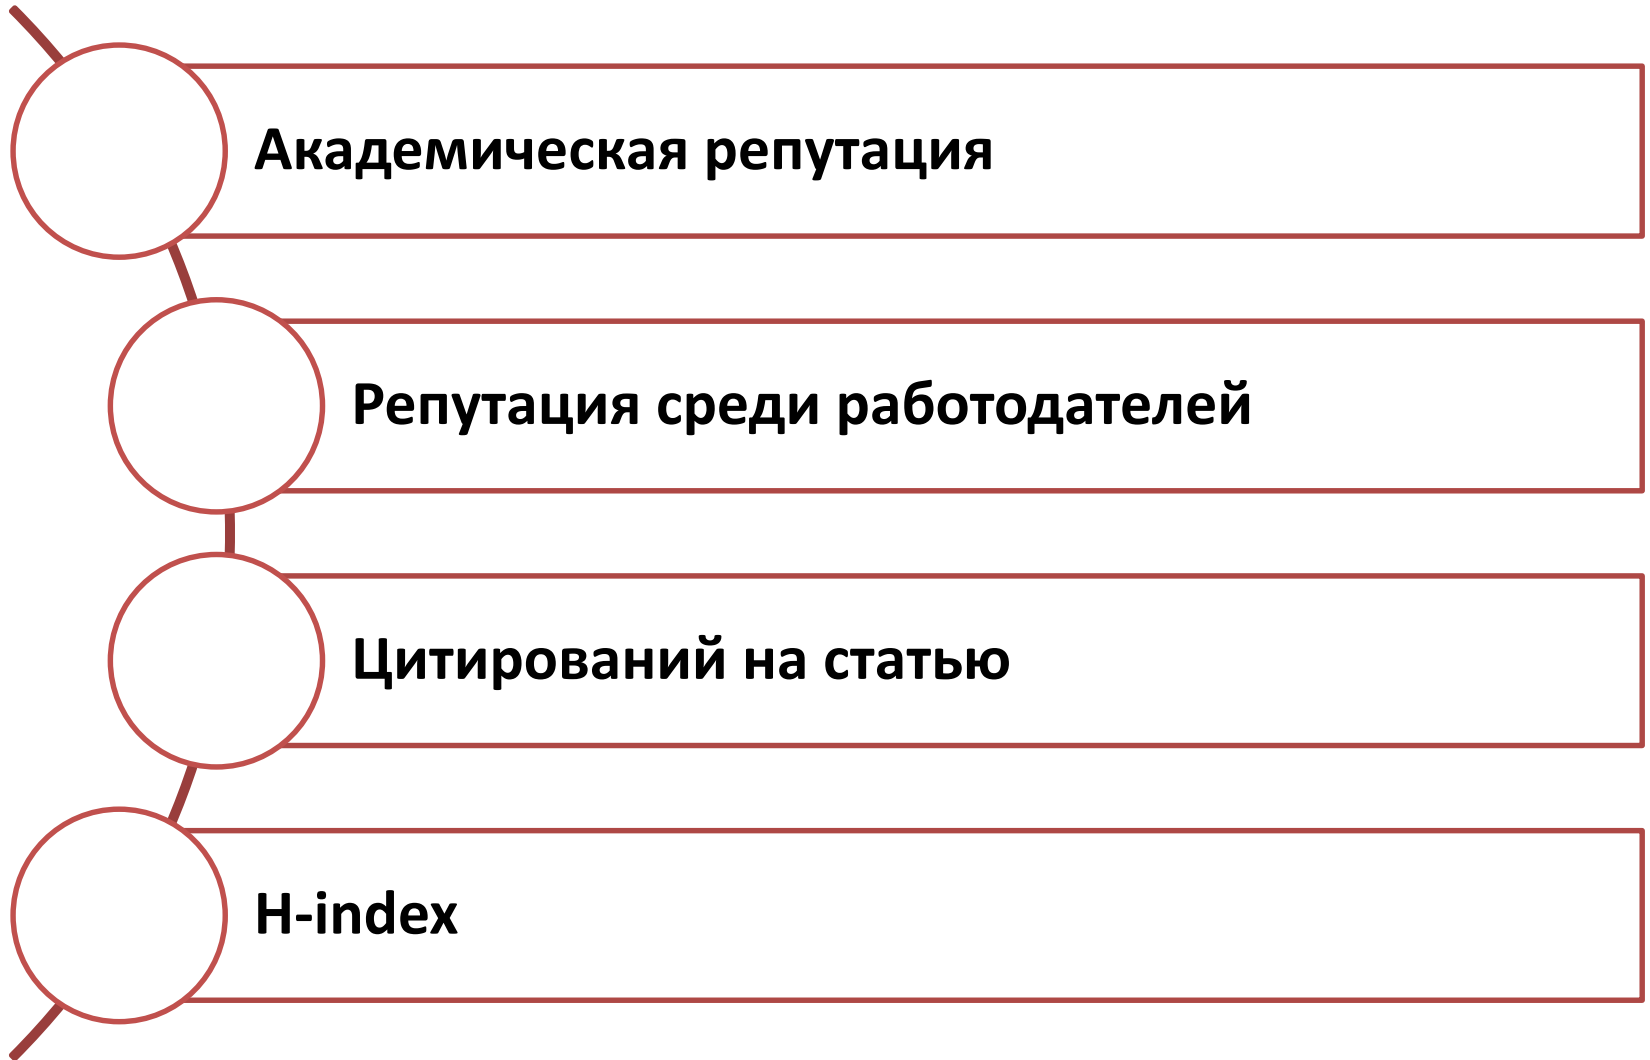 Академическая репутация
Репутация среди работодателей
Цитирований на статью
H-index